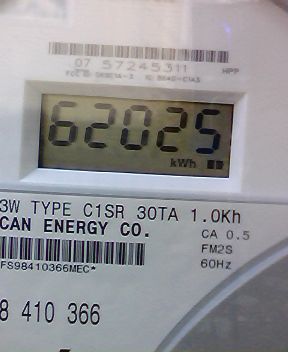 07 57245311
HPP
62025
kWh
3W TYPE C1SR 30TA 1.0Kh
CAN ENERGY CO.
CA 0.5
FM2S
60Hz
FS98410366MEC*
8 410 366